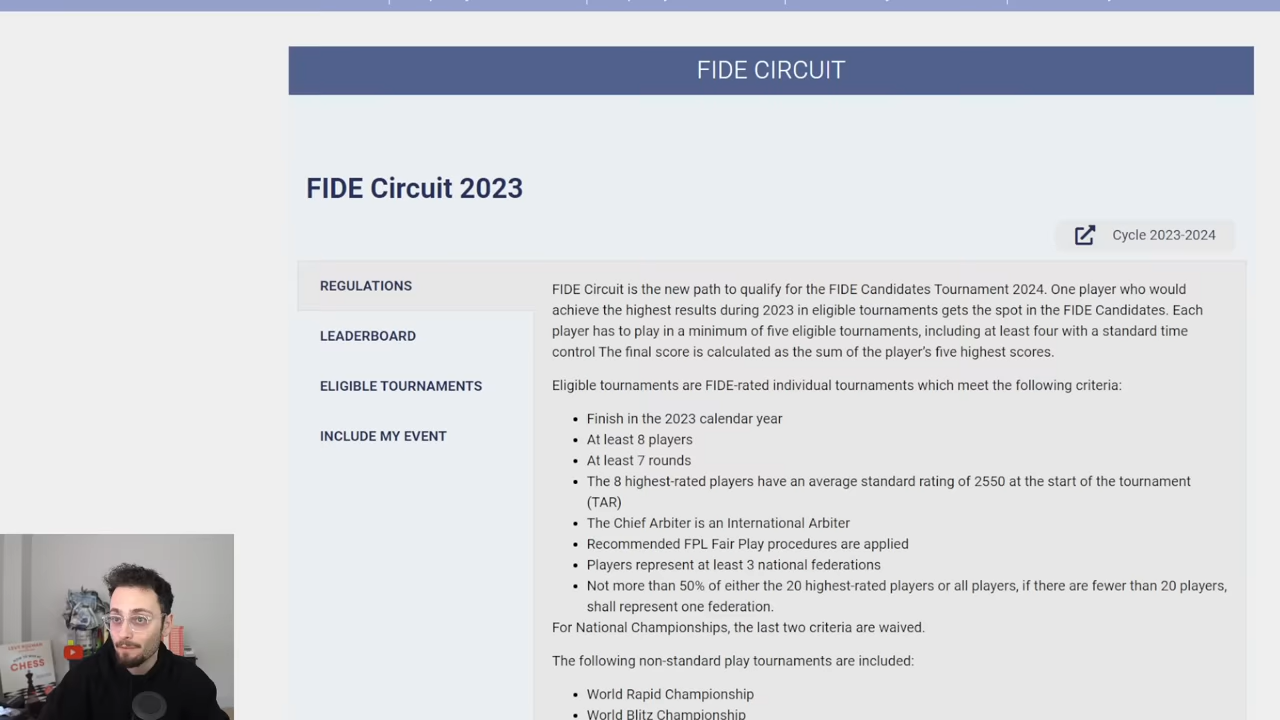 FIDE CIRCUIT
FIDE Circuit 2023
Cycle 2023-2024
REGULATIONS
LEADERBOARD
ELIGIBLE TOURNAMENTS
INCLUDE MY EVENT
FIDE Circuit is the new path to qualify for the FIDE Candidates Tournament 2024. One player who would
achieve the highest results during 2023 in eligible tournaments gets the spot in the FIDE Candidates. Each
player has to play in a minimum of five eligible tournaments, including at least four with a standard time
control The final score is calculated as the sum of the player’s five highest scores.
Eligible tournaments are FIDE-rated individual tournaments which meet the following criteria:
Finish in the 2023 calendar year
At least 8 players
At least 7 rounds
The 8 highest-rated players have an average standard rating of 2550 at the start of the tournament
(TAR)
The Chief Arbiter is an International Arbiter
Recommended FPL Fair Play procedures are applied
Players represent at least 3 national federations
Not more than 50% of either the 20 highest-rated players or all players, if there are fewer than 20 players,
shall represent one federation.
For National Championships, the last two criteria are waived.
The following non-standard play tournaments are included:
World Rapid Championship
World Blitz Championship
CHESS